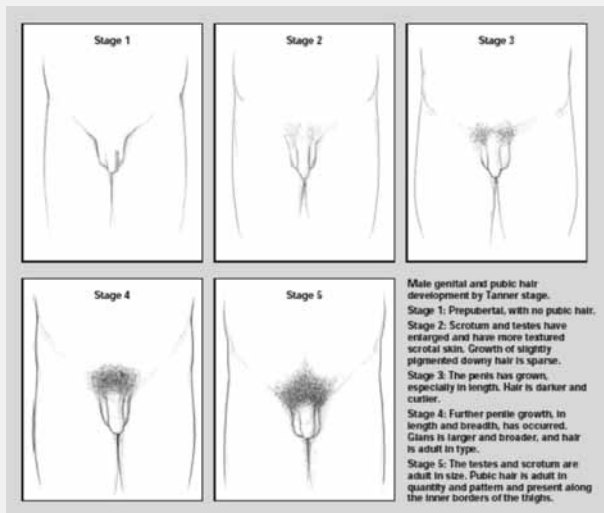 Stage 1
Stage 2
Stage 3
Stage 4
Stage 5
Male genital and pubic hair
development by Tanner stage.
Stage 1: Prepubertal, with no pubic hair.
Stage 2: Scrotum and testes have
enlarged and have more textured
scrotal skin. Growth of slightly
pigmented downy hair is sparse.
Stage 3: The penis has grown,
especially in length. Hair is darker and
curlier.
Stage 4: Further penile growth, in
length and breadth, has occurred.
Glans is larger and broader, and hair
is adult in type.
Stage 5: The testes and scrotum are
adult in size. Pubic hair is adult in
quantity and pattern and present along
the inner borders of the thighs.